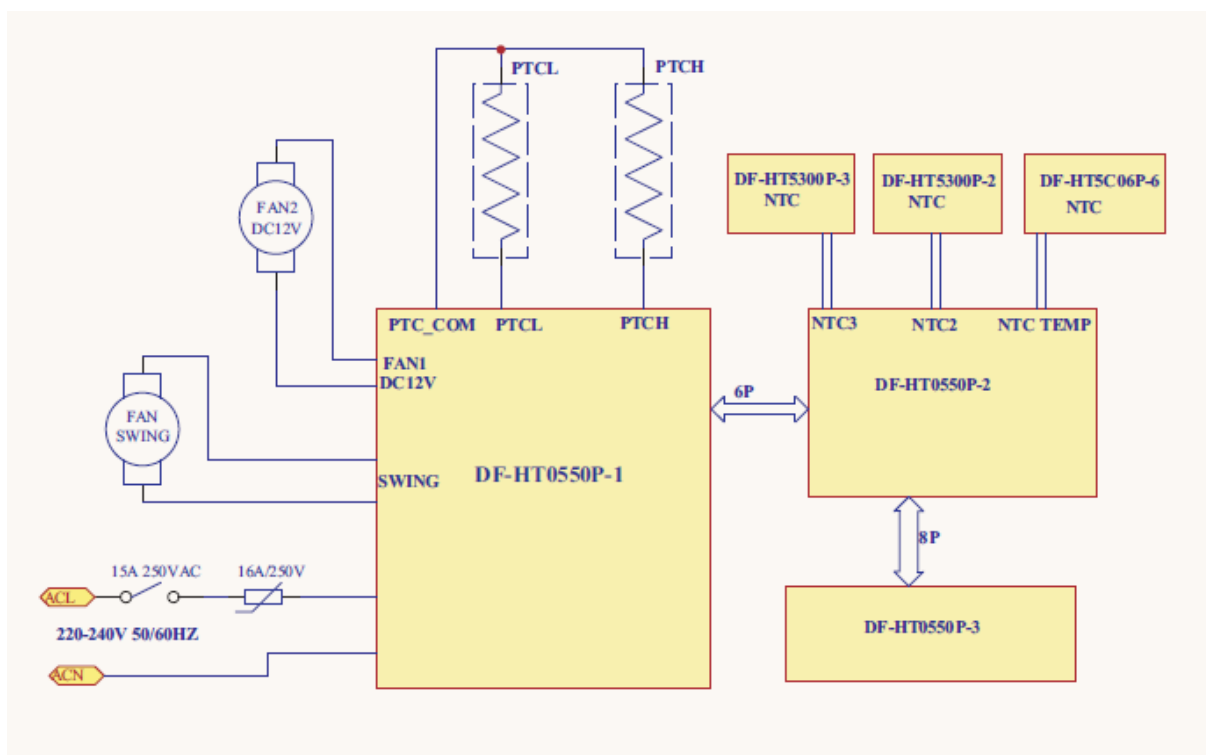 PTCL
PTCH
FAN2
DC12V
DF-HT5300P-3
NTC
DF-HT5300P-2
NTC
DF-HT5C06P-6
NTC
PTC_COM
PTCL
PTCH
FAN1
DC12V
NTC3
NTC2
NTC TEMP
DF-HT0550P-2
6P
FAN
SWING
SWING
DF-HT0550P-1
8P
15A 250VAC
16A/250V
ACL
220-240V 50/60HZ
ACN
DF-HT0550P-3